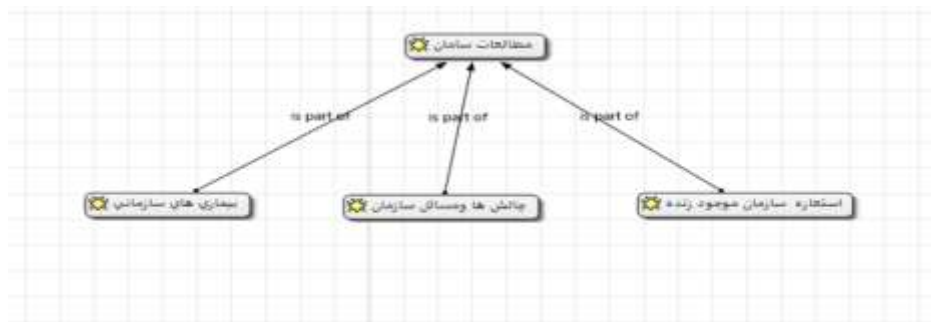 مطالعات سامان
is part of
is part of
is part of
بیماری های سازمانی
چالش ها ومسائل سازمان
استعاره سازمان موجود زنده